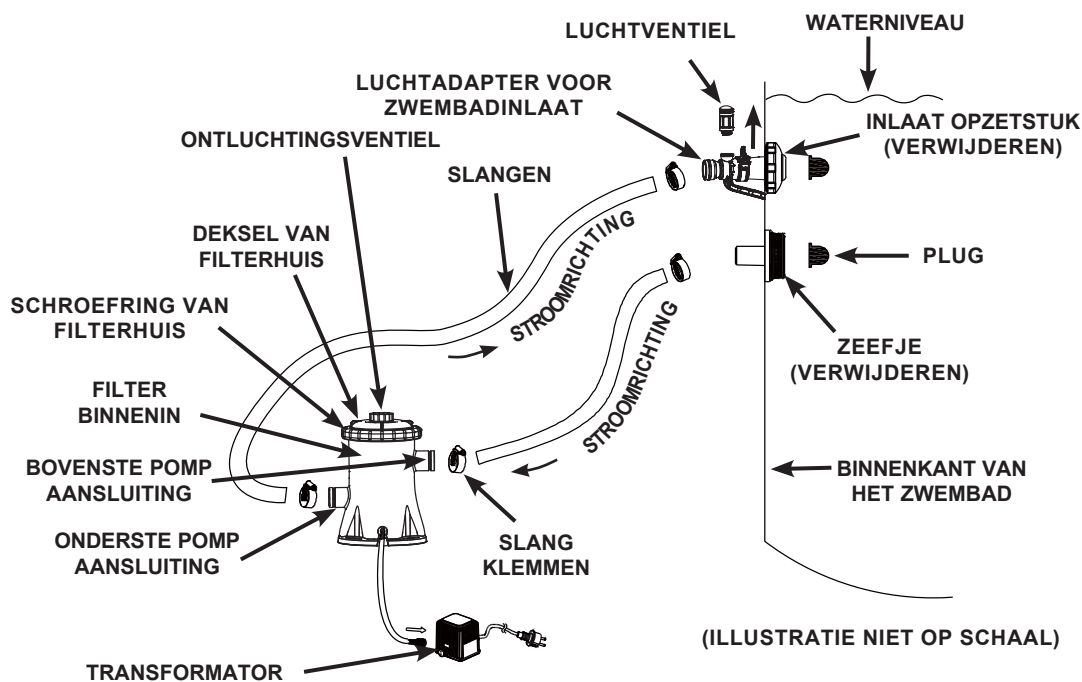 LUCHTVENTIEL
WATERNIVEAU
LUCHTADAPTER VOOR
ZWEMBADINLAAT
INLAAT OPZETSTUK
(VERWIJDEREN)
ONTLUCHTINGSVENTIEL
SLANGEN
DEKSEL VAN
FILTERHUIS
STROOMRICHTING
PLUG
SCHROEFRING VAN
FILTERHUIS
STROOMRICHTING
ZEEFJE
(VERWIJDEREN)
FILTER
BINNENIN
BOVENSTE POMP
AANSLUITING
BINNENKANT VAN
HET ZWEMBAD
ONDERSTE POMP
AANSLUITING
SLANG
KLEMMEN
(ILLUSTRATIE NIET OP SCHAAL)
TRANSFORMATOR